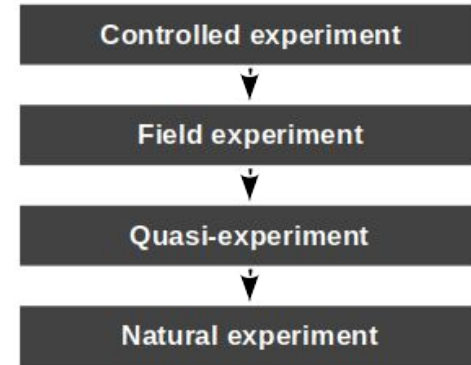 Controlled experiment
Field experiment
Quasi-experiment
Natural experiment